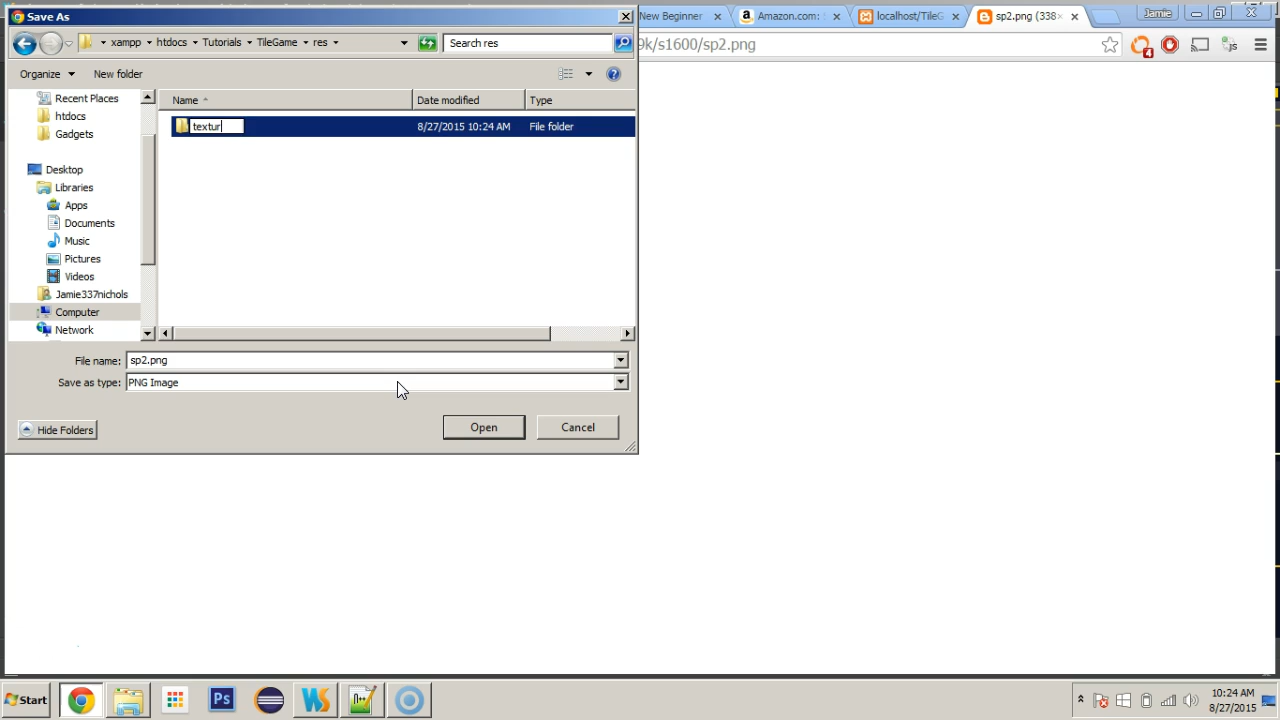 Save As
New Beginner
Amazon.com: S
localhost/TileG
sp2.png (338×
Jamie
xampp
htdocs
Tutorials
TileGame
res
Search res
9k/s1600/sp2.png
4
js
Organize
New folder
Name
Date modified
Type
Recent Places
htdocs
Gadgets
Desktop
Libraries
Apps
Documents
Music
Pictures
Videos
Jamie337nichols
Computer
Network
textur
8/27/2015 10:24 AM
File folder
File name:
sp2.png
Save as type:
PNG Image
Hide Folders
Open
Cancel
Start
Ps
10:24 AM
8/27/2015